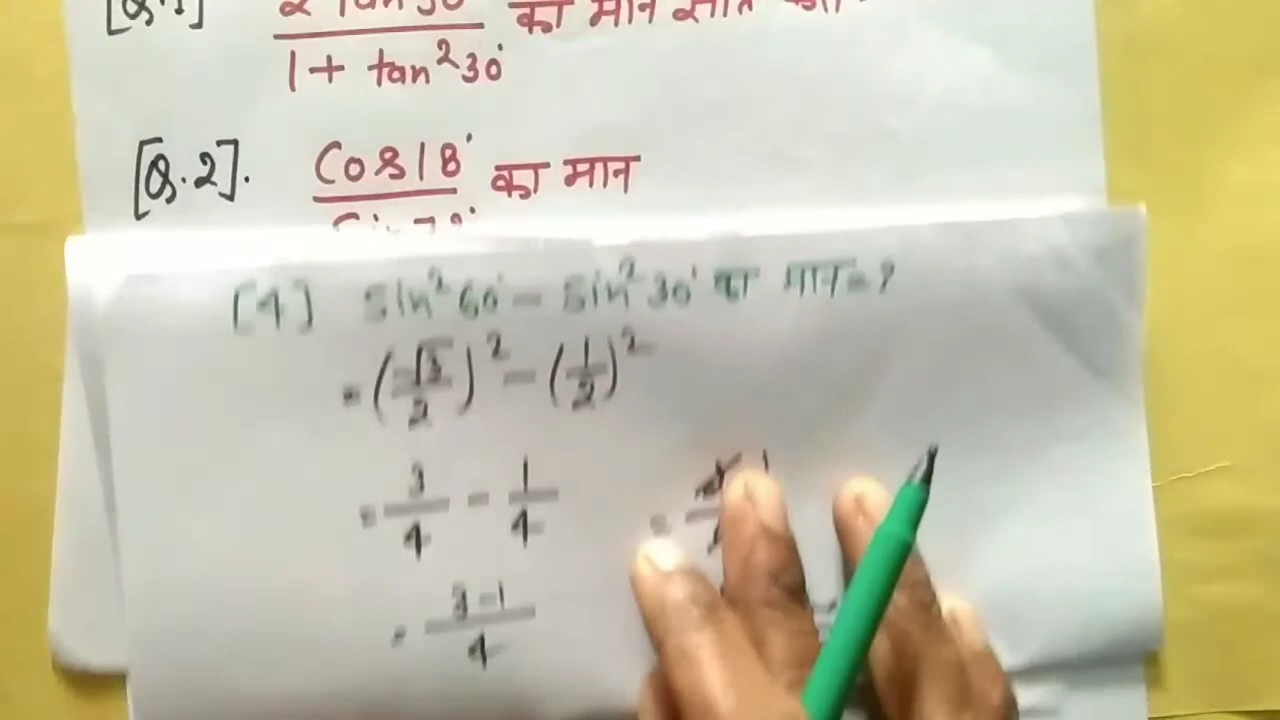 [Q.1] 2 tan30° का मान ज्ञात
1 + tan²30°
[Q.2]. Cos18° का मान
[4] Sin²60° - Sin²30° का मान = ?
= (√3/2)² - (1/2)²
= 3/4 - 1/4 =
= 3-1/4